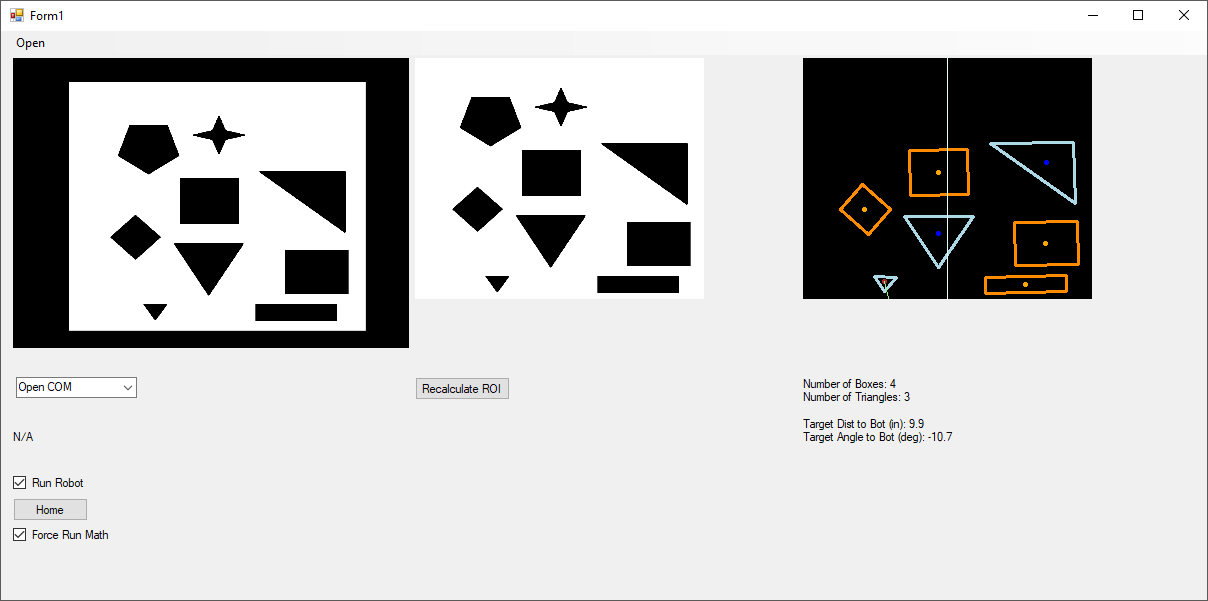 Form1
Open
Open COM
Recalculate ROI
Number of Boxes: 4
Number of Triangles: 3
Target Dist to Bot (in): 9.9
Target Angle to Bot (deg): -10.7
N/A
Run Robot
Home
Force Run Math